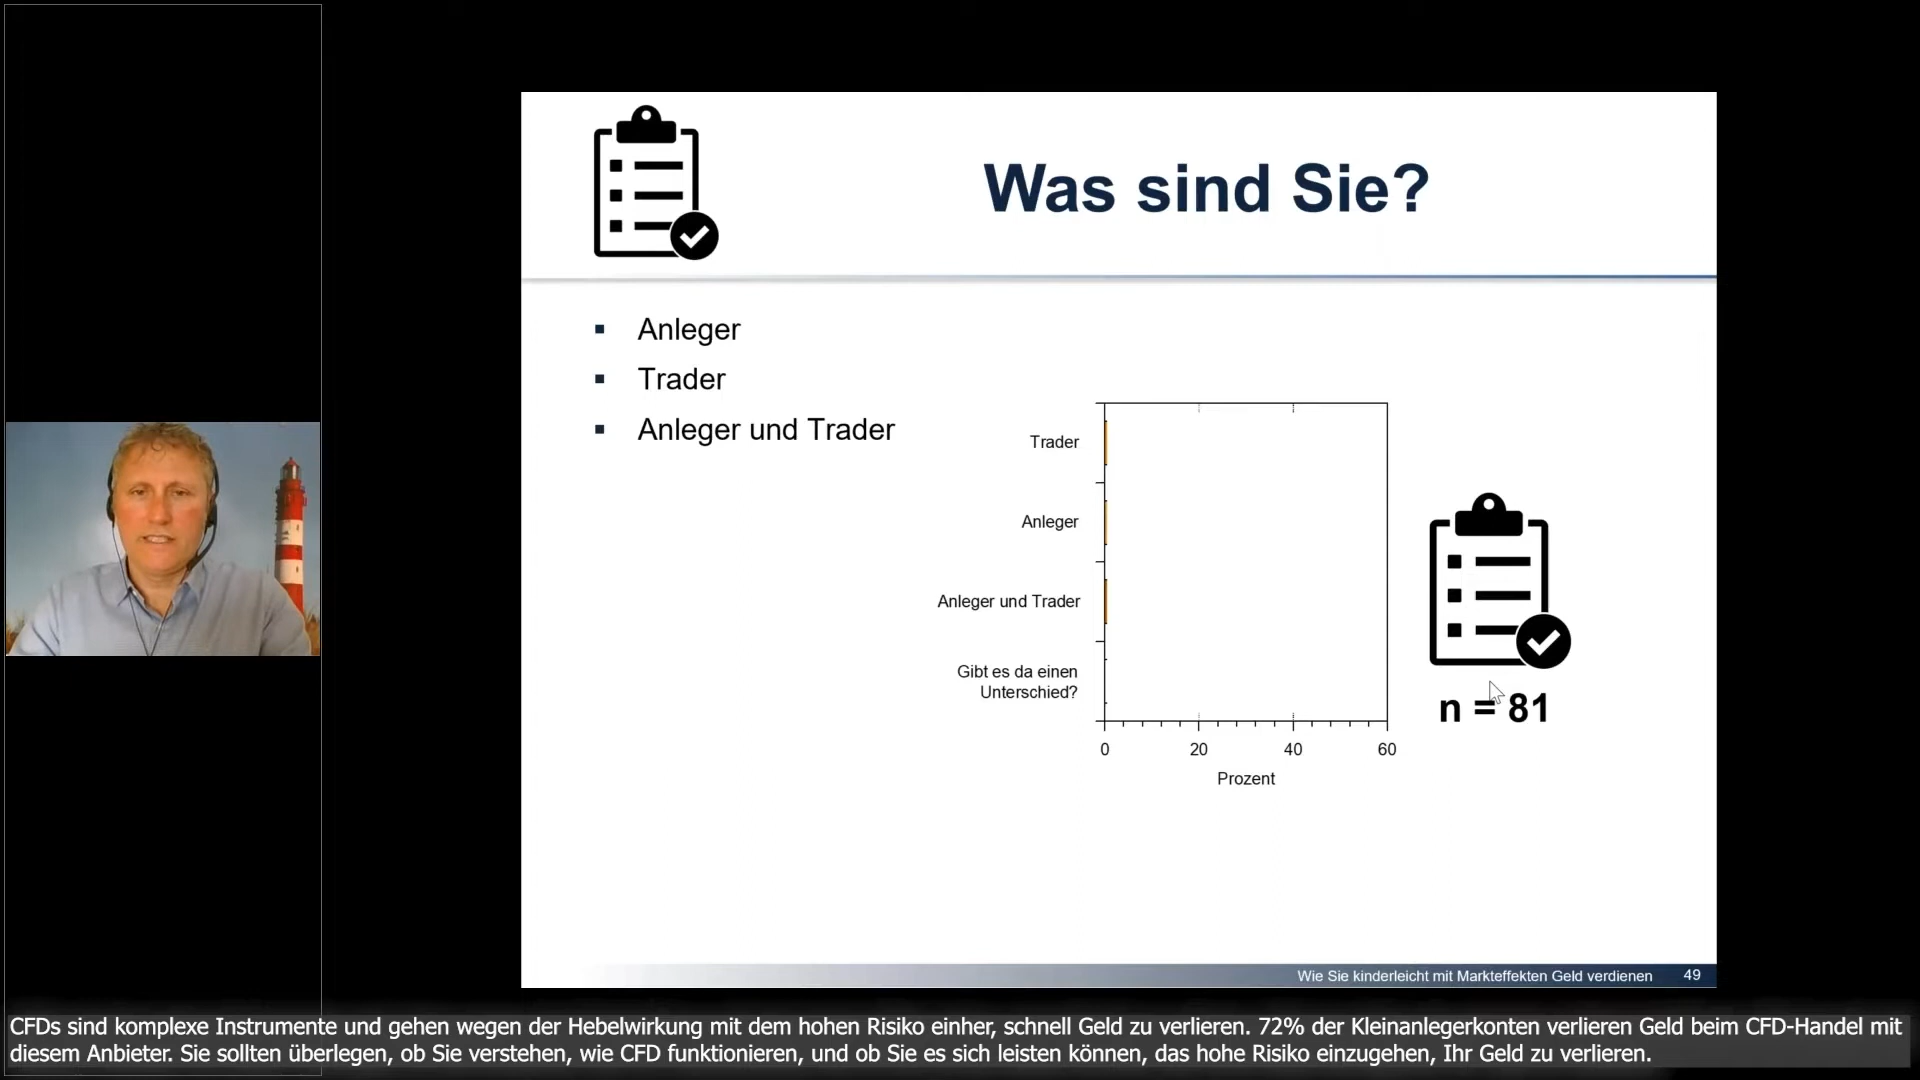 Was sind Sie?
Anleger
Trader
Anleger und Trader
Trader
Anleger
Anleger und Trader
Gibt es da einen
Unterschied?
0 20 40 60
Prozent
n = 81
Wie Sie kinderleicht mit Markteffekten Geld verdienen 49
CFDs sind komplexe Instrumente und gehen wegen der Hebelwirkung mit dem hohen Risiko einher, schnell Geld zu verlieren. 72% der Kleinanlegerkonten verlieren Geld beim CFD-Handel mit
diesem Anbieter. Sie sollten überlegen, ob Sie verstehen, wie CFD funktionieren, und ob Sie es sich leisten können, das hohe Risiko einzugehen, Ihr Geld zu verlieren.